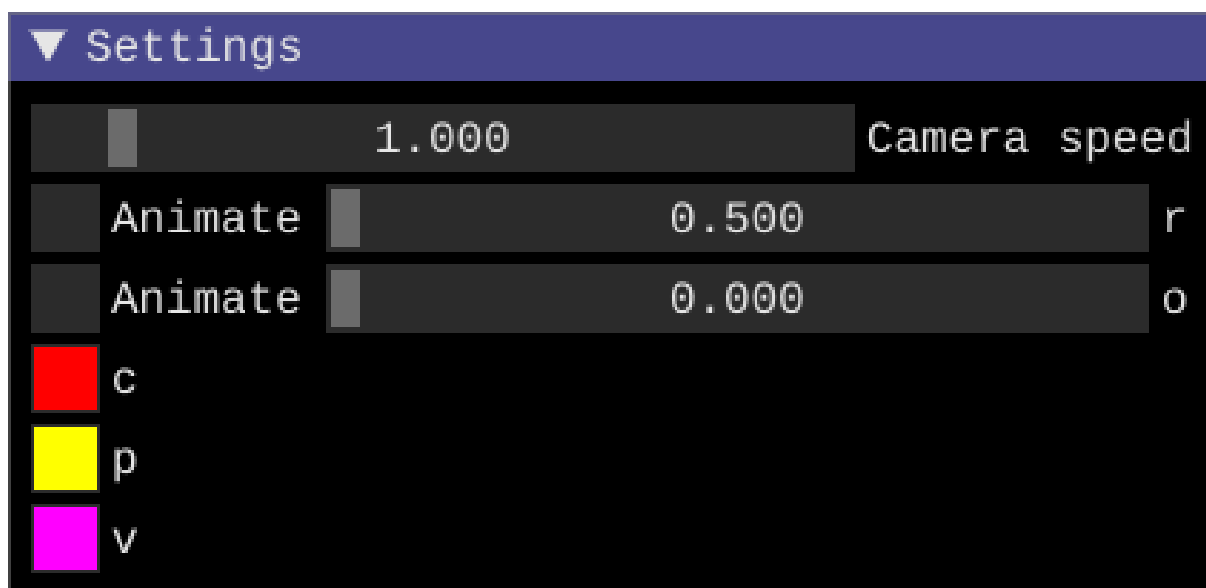 Settings
1.000 Camera speed
Animate 0.500 r
Animate 0.000 o
c
p
v